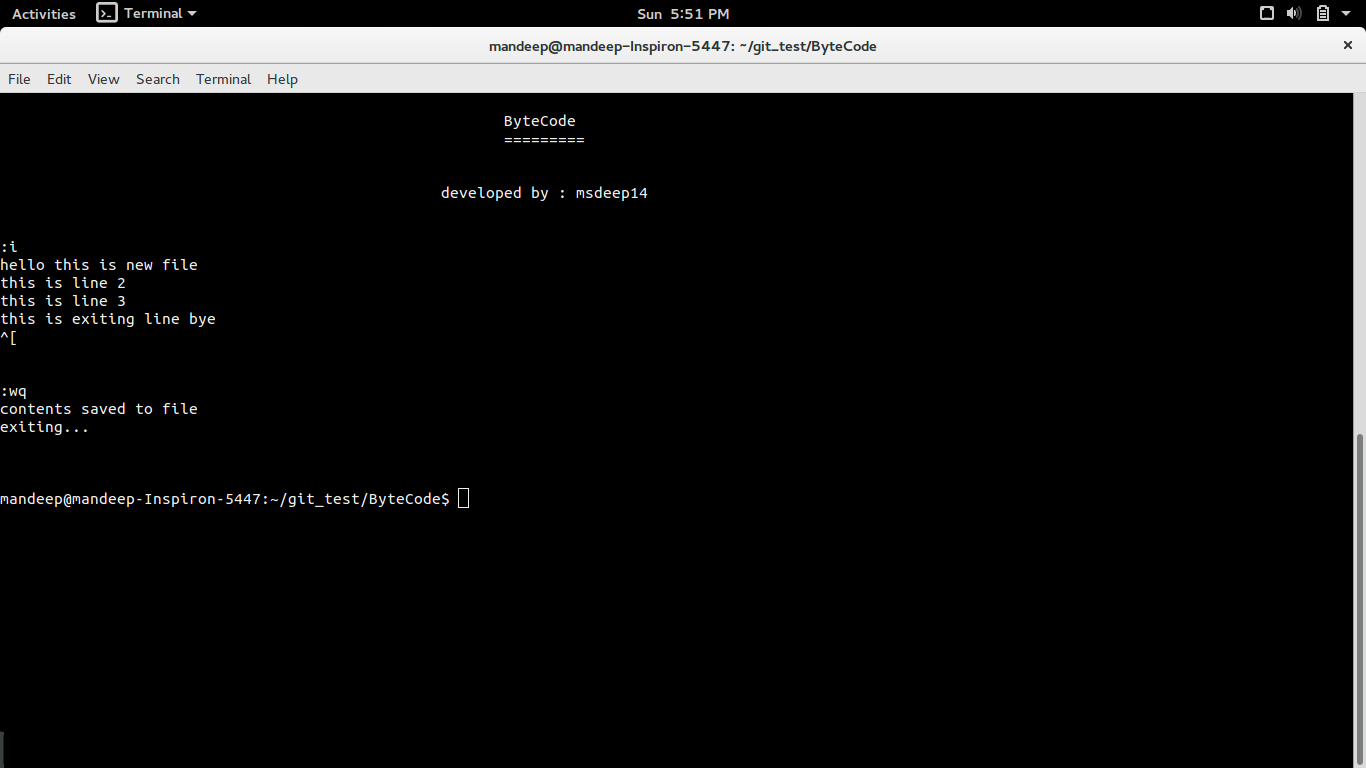 Activities Terminal Sun 5:51 PM
mandeep@mandeep-Inspiron-5447: ~/git_test/ByteCode
File Edit View Search Terminal Help
ByteCode
=========
developed by : msdeep14
:i
hello this is new file
this is line 2
this is line 3
this is exiting line bye
^[
:wq
contents saved to file
exiting...
mandeep@mandeep-Inspiron-5447:~/git_test/ByteCode$